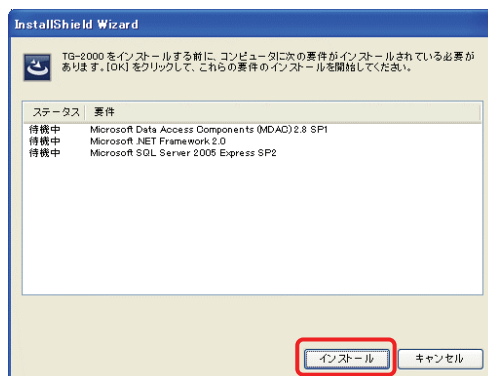 InstallShield Wizard
TG-2000 をインストールする前に、コンピュータに次の要件がインストールされている必要が
あります。[OK] をクリックして、これらの要件のインストールを開始してください。
ステータス 要件
待機中 Microsoft Data Access Components (MDAC) 2.8 SP1
待機中 Microsoft .NET Framework 2.0
待機中 Microsoft SQL Server 2005 Express SP2
インストール キャンセル